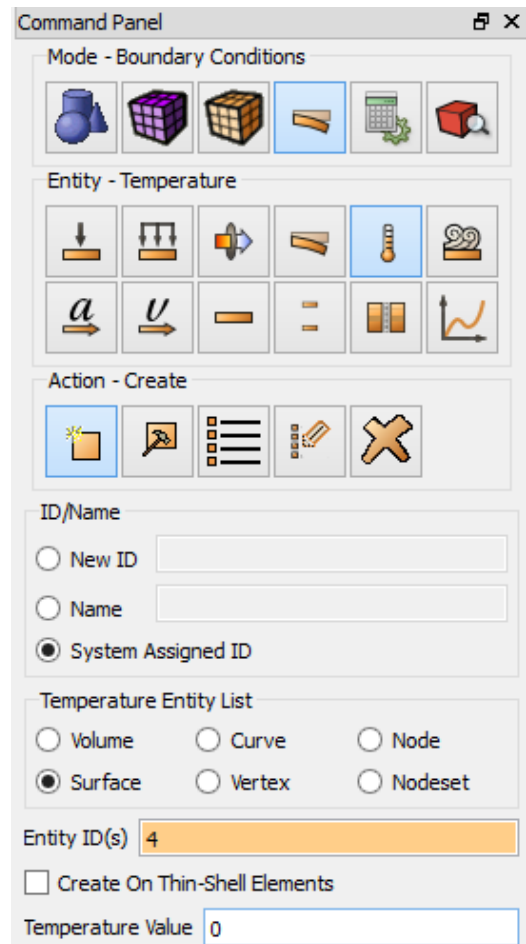 Command Panel
Mode - Boundary Conditions
Entity - Temperature
a v
Action - Create
ID/Name
New ID
Name
System Assigned ID
Temperature Entity List
Volume Curve Node
Surface Vertex Nodeset
Entity ID(s) 4
Create On Thin-Shell Elements
Temperature Value 0